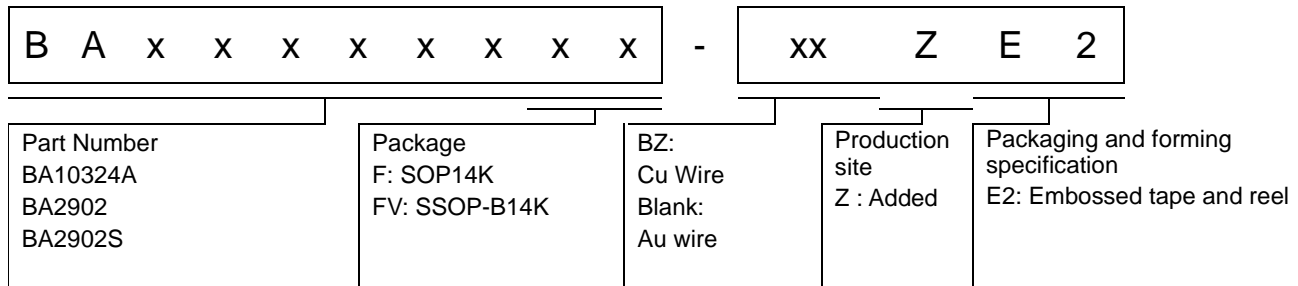 B A x x x x x x x x - xx Z E 2
Part Number
BA10324A
BA2902
BA2902S
Package
F: SOP14K
FV: SSOP-B14K
BZ:
Cu Wire
Blank:
Au wire
Production
site
Z : Added
Packaging and forming
specification
E2: Embossed tape and reel